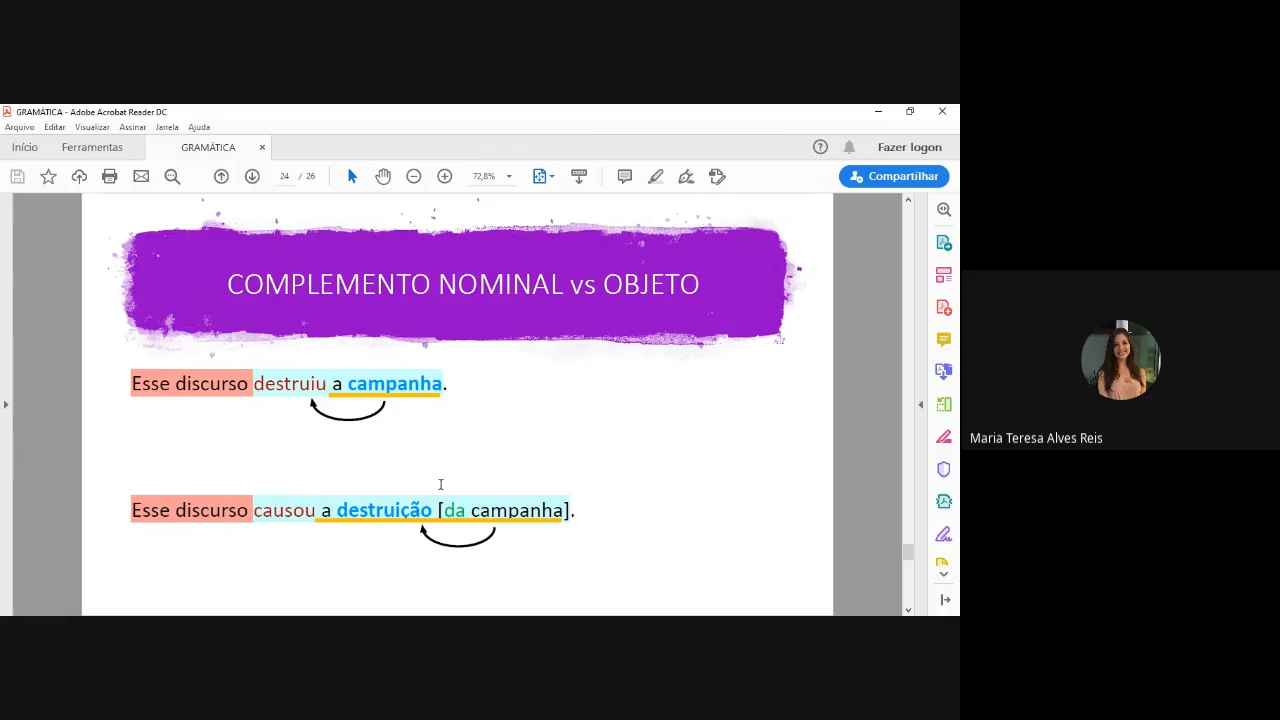 GRAMÁTICA - Adobe Acrobat Reader DC
Arquivo Editar Visualizar Assinar Janela Ajuda
Início Ferramentas GRAMÁTICA × Fazer logon
24 / 26 72,8% Compartilhar
COMPLEMENTO NOMINAL vs OBJETO
Esse discurso destruiu a campanha.
Esse discurso causou a destruição [da campanha].
Maria Teresa Alves Reis